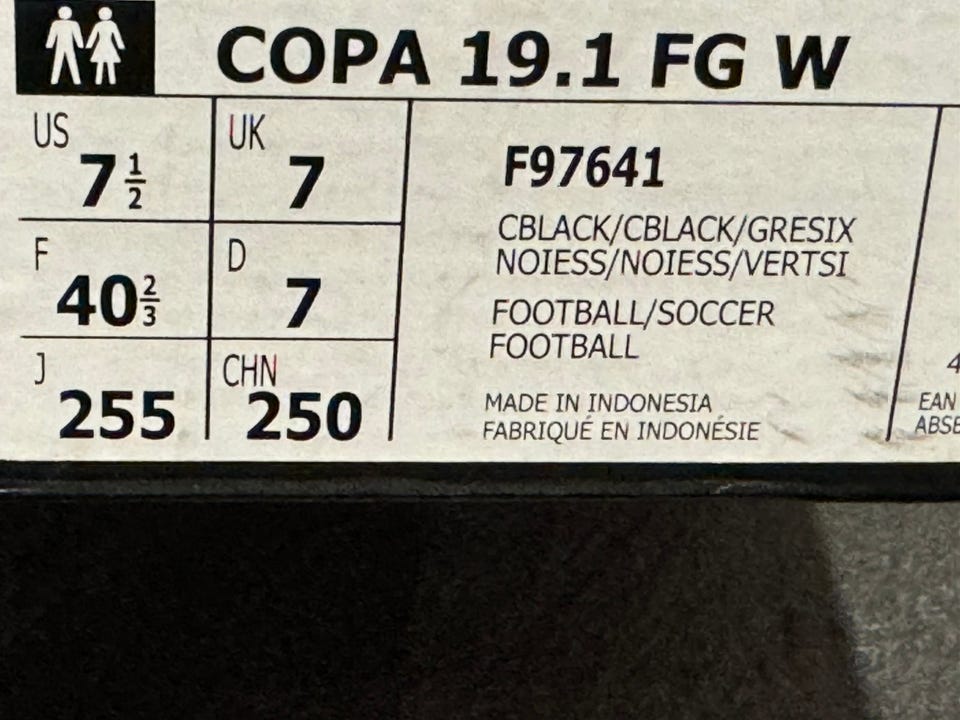 COPA 19.1 FG W
US
7 1/2
UK
7
F
40 2/3
D
7
J
255
CHN
250
F97641
CBLACK/CBLACK/GRESIX
NOIESS/NOIESS/VERTSI
FOOTBALL/SOCCER
FOOTBALL
MADE IN INDONESIA
FABRIQUÉ EN INDONÉSIE
4
EAN